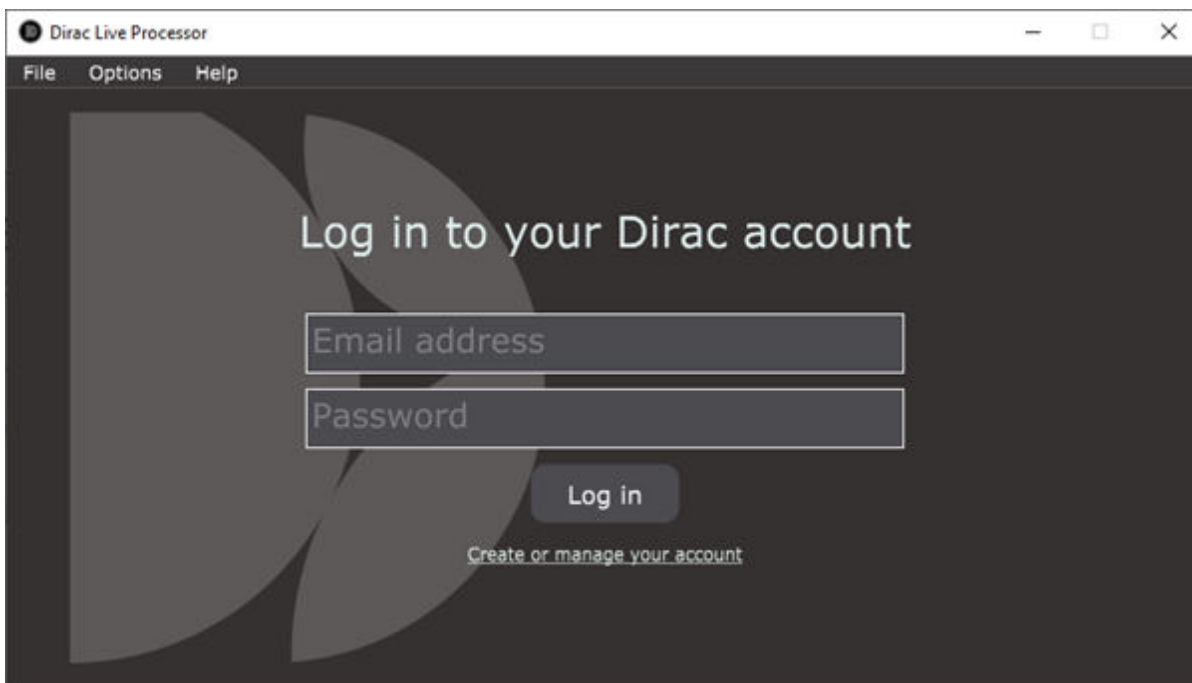 Dirac Live Processor
File Options Help
Log in to your Dirac account
Email address
Password
Log in
Create or manage your account